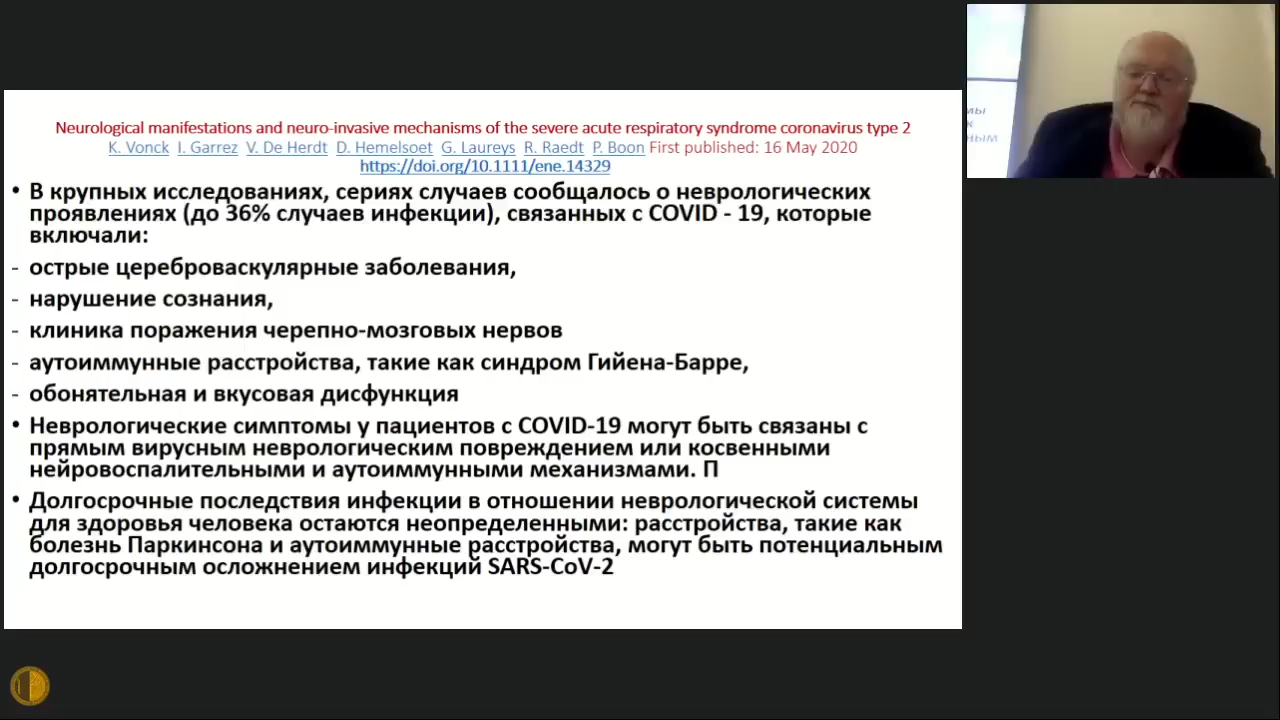 Neurological manifestations and neuro-invasive mechanisms of the severe acute respiratory syndrome coronavirus type 2
K. Vonck I. Garrez V. De Herdt D. Hemelsoet G. Laureys R. Raedt P. Boon First published: 16 May 2020
https://doi.org/10.1111/ene.14329
• В крупных исследованиях, сериях случаев сообщалось о неврологических
проявлениях (до 36% случаев инфекции), связанных с COVID - 19, которые
включали:
- острые цереброваскулярные заболевания,
- нарушение сознания,
- клиника поражения черепно-мозговых нервов
- аутоиммунные расстройства, такие как синдром Гийена-Барре,
- обонятельная и вкусовая дисфункция
• Неврологические симптомы у пациентов с COVID-19 могут быть связаны с
прямым вирусным неврологическим повреждением или косвенными
нейровоспалительными и аутоиммунными механизмами. П
• Долгосрочные последствия инфекции в отношении неврологической системы
для здоровья человека остаются неопределенными: расстройства, такие как
болезнь Паркинсона и аутоиммунные расстройства, могут быть потенциальным
долгосрочным осложнением инфекций SARS-CoV-2